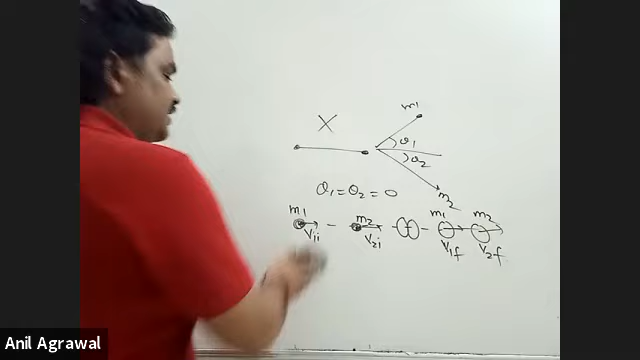 m1
X
θ1
θ2
m2
θ1 = θ2 = 0
m1 m2 m1 m2
V1i V2i V1f V2f
Anil Agrawal